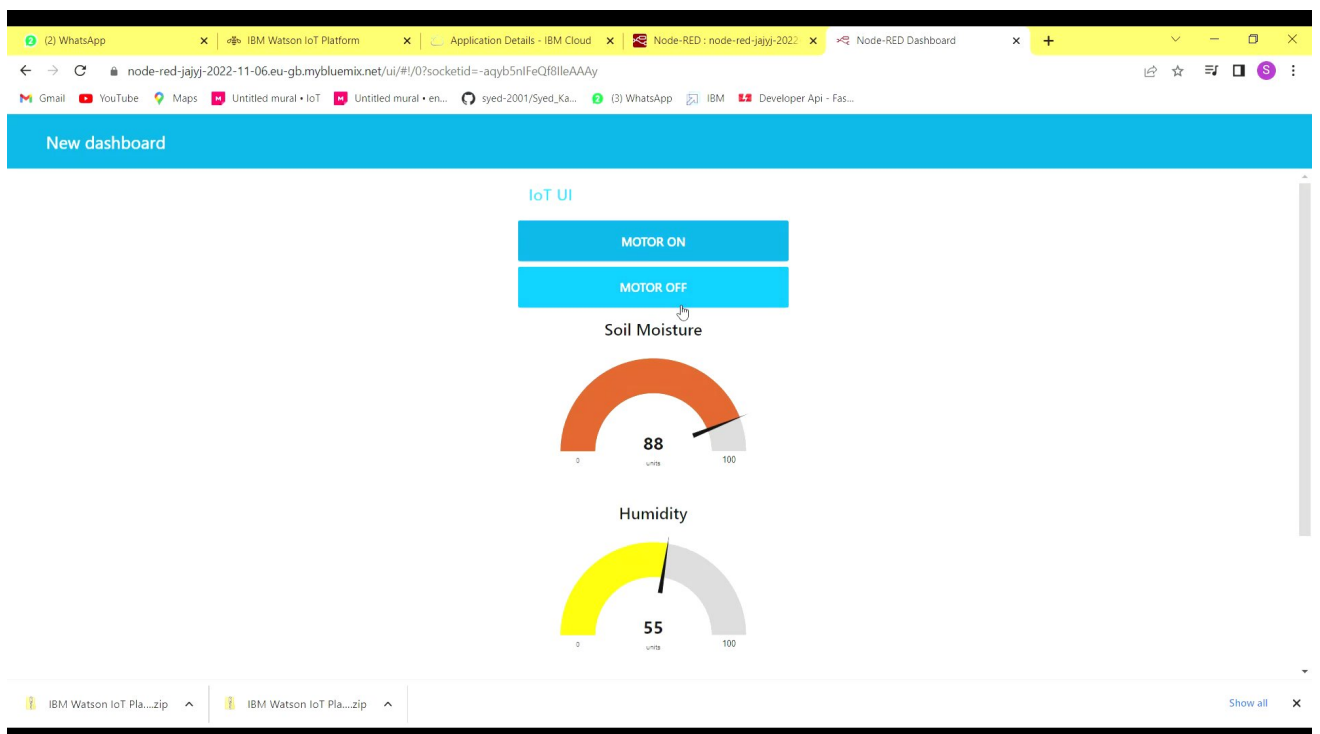 (2) WhatsApp
IBM Watson IoT Platform
Application Details - IBM Cloud
Node-RED : node-red-jajyj-2022
Node-RED Dashboard
node-red-jajyj-2022-11-06.eu-gb.mybluemix.net/ui/#!/0?socketid=-aqyb5nIFeQf8IleAAAy
S
Gmail
YouTube
Maps
Untitled mural • IoT
Untitled mural • en...
syed-2001/Syed_Ka...
(3) WhatsApp
IBM
Developer Api - Fas...
New dashboard
IoT UI
MOTOR ON
MOTOR OFF
Soil Moisture
88
units
0
100
Humidity
55
units
0
100
IBM Watson IoT Pla....zip
IBM Watson IoT Pla....zip
Show all